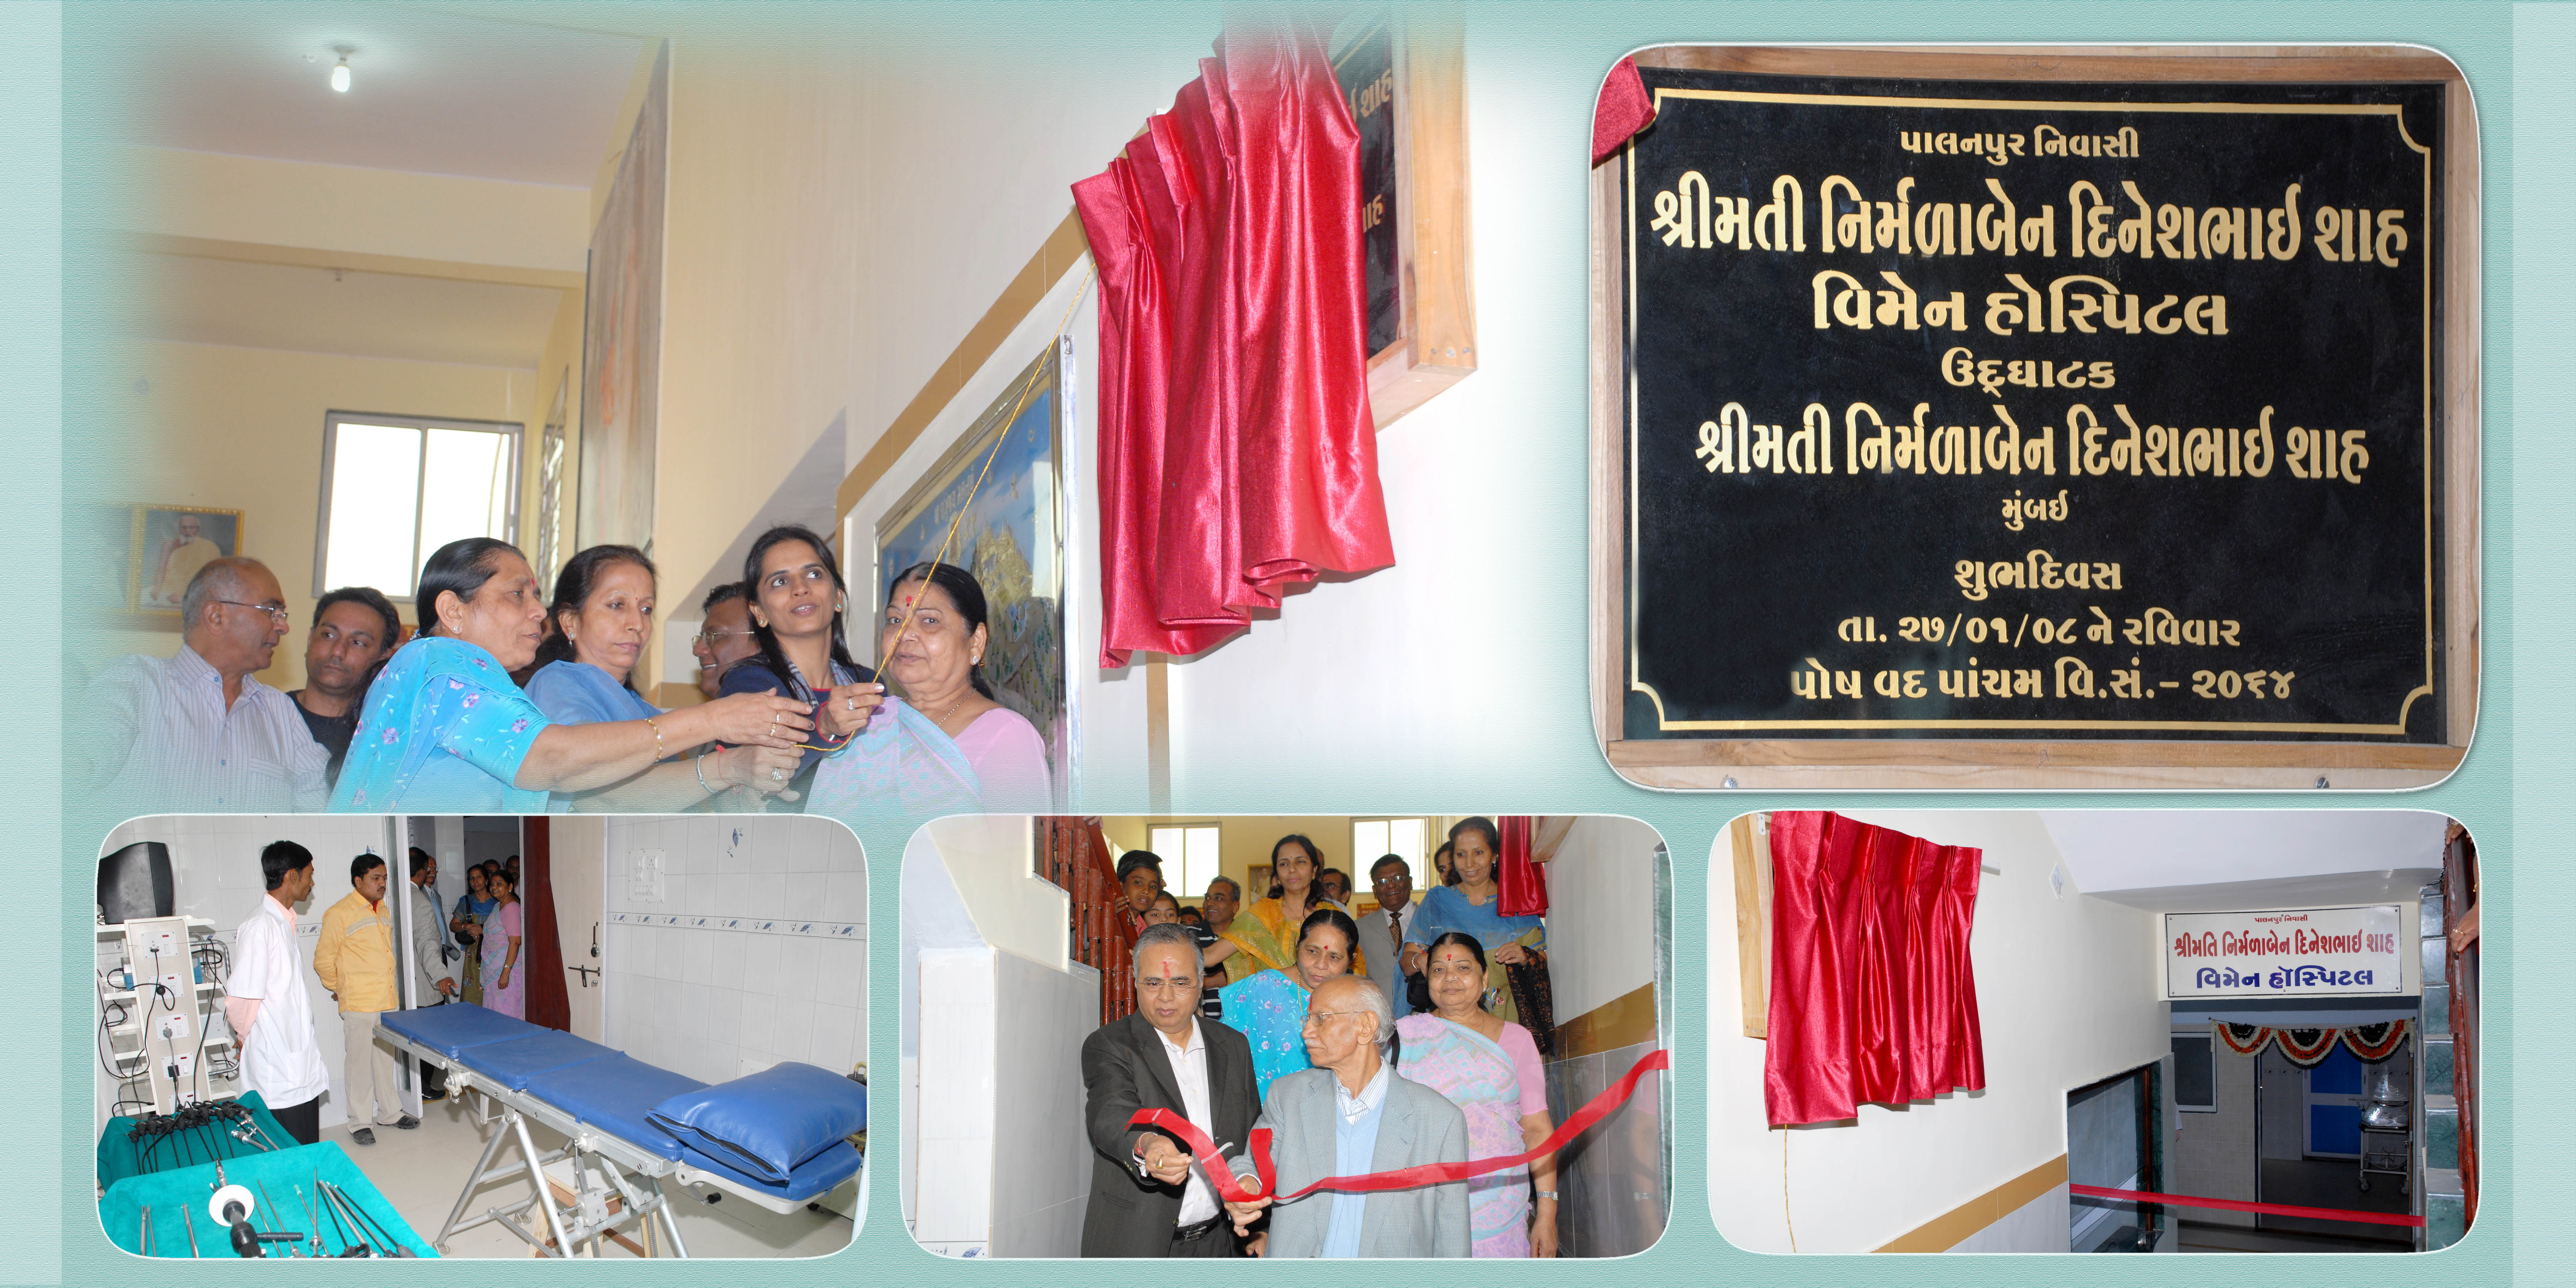 ર્ઇ શાહ
ાહ
પાલનપુર નિવાસી
શ્રીમતી નિર્મળાબેન દિનેશભાઈ શાહ
વિમેન હોસ્પિટલ
ઉદ્દ્ઘાટક
શ્રીમતી નિર્મળાબેન દિનેશભાઈ શાહ
મુંબઈ
શુભદિવસ
તા. ૨૭/૦૧/૦૮ ને રવિવાર
પોષ વદ પાંચમ વિ.સં.- ૨૦૬૪
પાલનપુર નિવાસી
શ્રીમતિ નિર્મળાબેન દિનેશભાઈ શાહ
વિમેન હૉસ્પિટલ